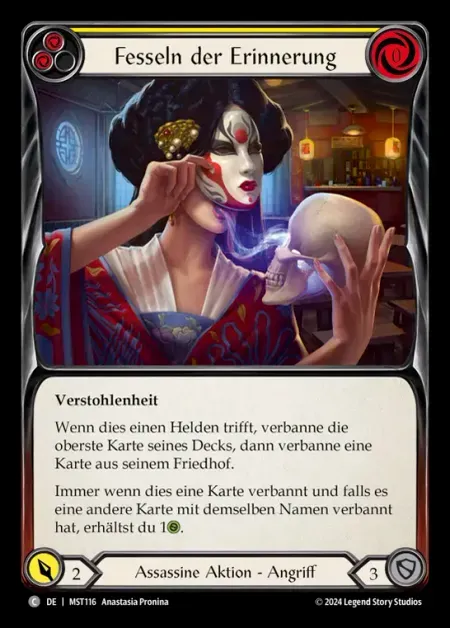 Fesseln der Erinnerung
0
Verstohlenheit
Wenn dies einen Helden trifft, verbanne die
oberste Karte seines Decks, dann verbanne eine
Karte aus seinem Friedhof.
Immer wenn dies eine Karte verbannt und falls es
eine andere Karte mit demselben Namen verbannt
hat, erhältst du 1.
2 Assassine Aktion - Angriff 3
C DE | MST116 Anastasia Pronina © 2024 Legend Story Studios